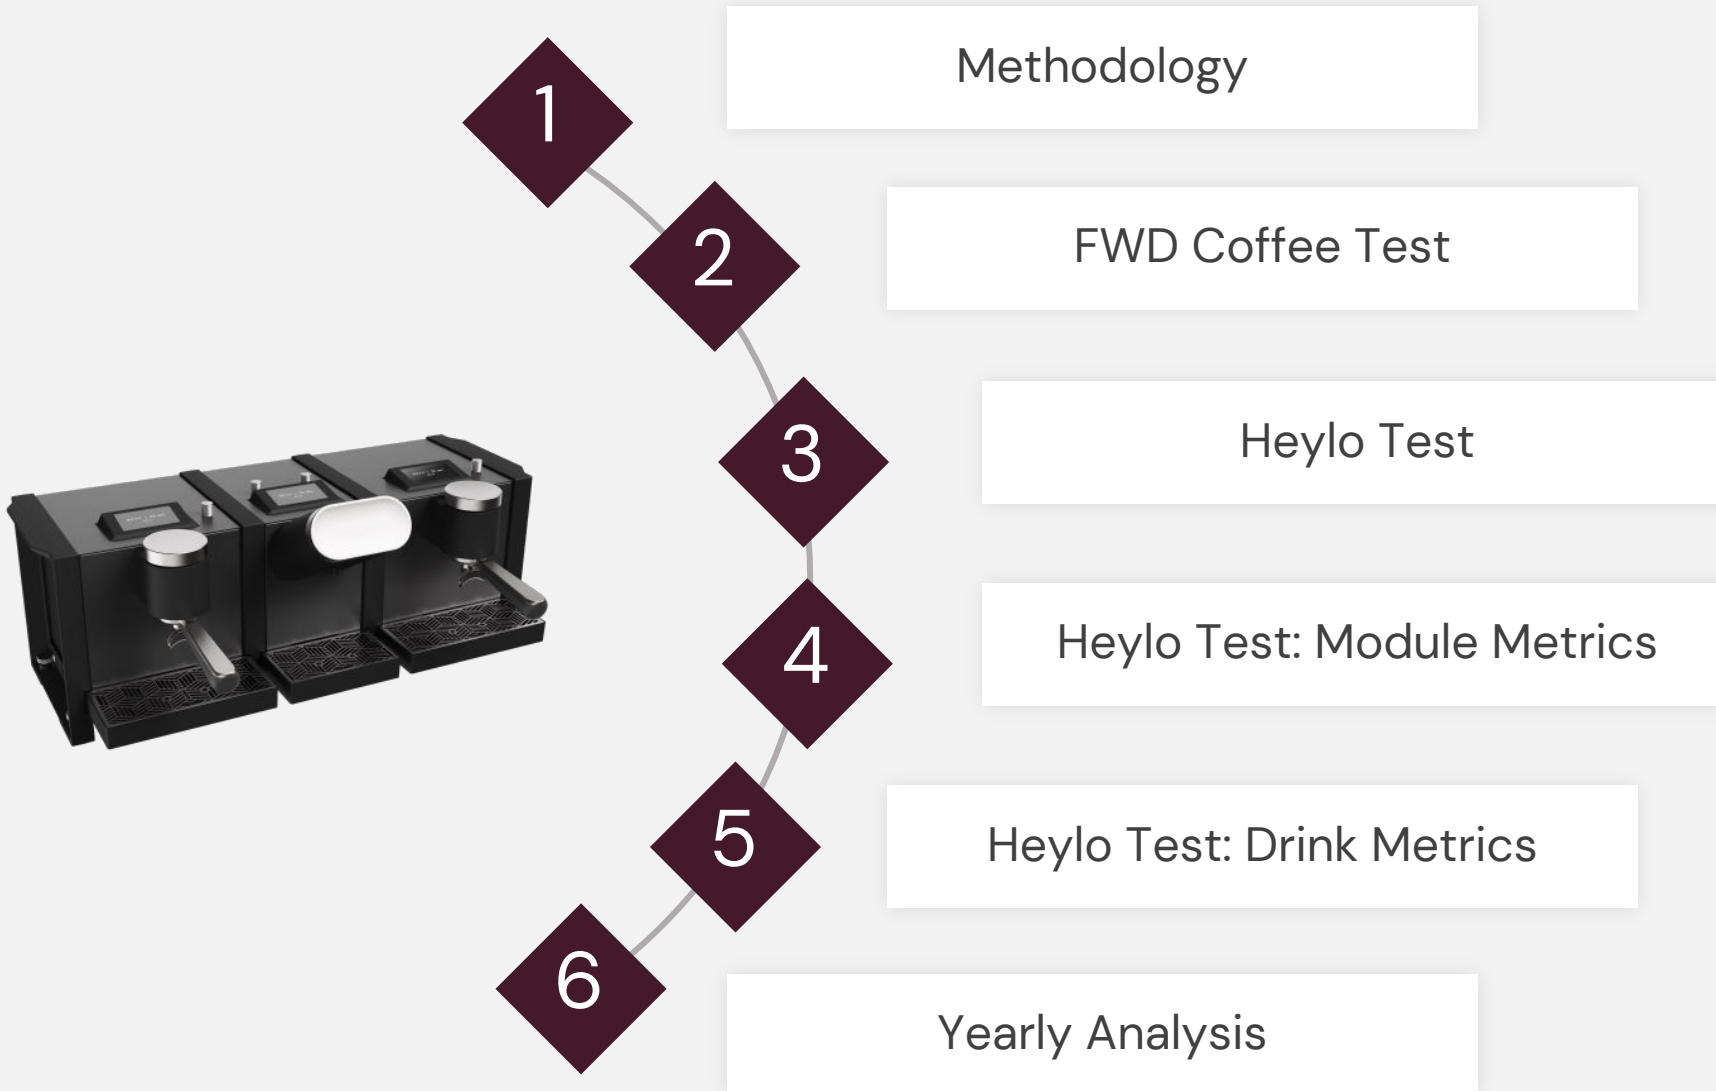 1
Methodology
2
FWD Coffee Test
3
Heylo Test
4
Heylo Test: Module Metrics
5
Heylo Test: Drink Metrics
6
Yearly Analysis